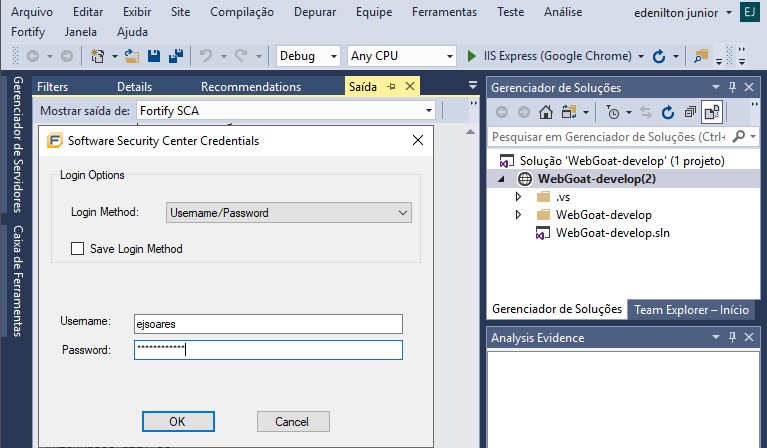 Arquivo Editar Exibir Site Compilação Depurar Equipe Ferramentas Teste Análise edenilton junior EJ
Fortify Janela Ajuda
Debug Any CPU IIS Express (Google Chrome)
Gerenciador de Servidores
Caixa de Ferramentas
Filters Details Recommendations Saída
Mostrar saída de: Fortify SCA
F Software Security Center Credentials
Login Options
Login Method: Username/Password
Save Login Method
Username: ejsoares
Password: ************
OK Cancel
Gerenciador de Soluções
Pesquisar em Gerenciador de Soluções (Ctrl+
Solução 'WebGoat-develop' (1 projeto)
WebGoat-develop(2)
.vs
WebGoat-develop
WebGoat-develop.sln
Gerenciador de Soluções Team Explorer – Início
Analysis Evidence